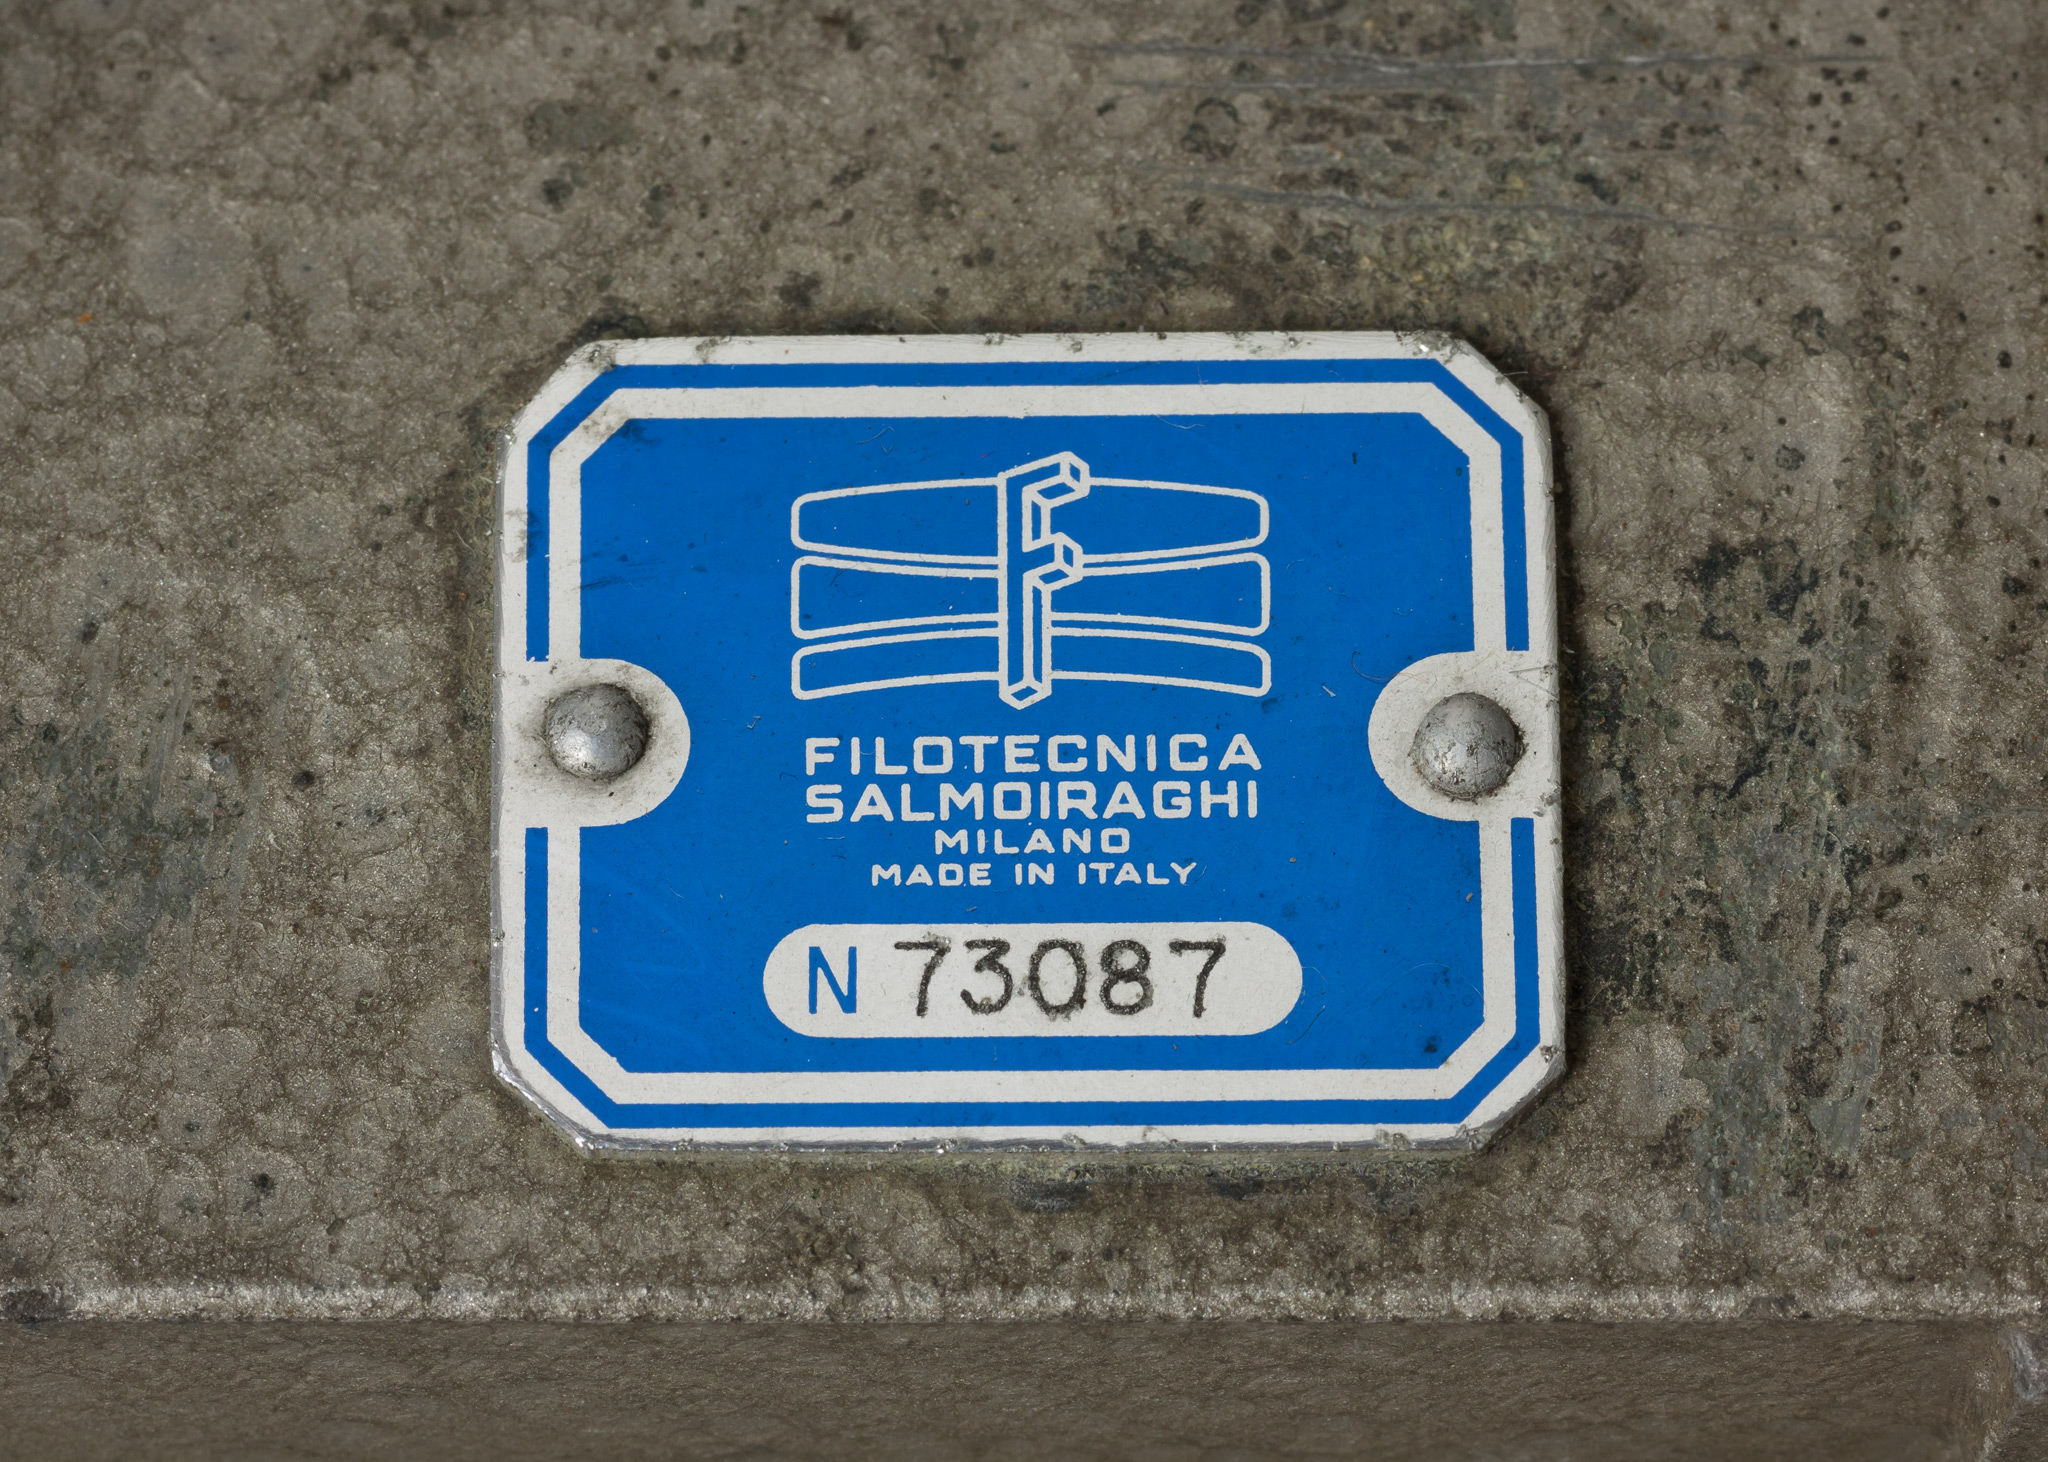 FILOTECNICA
SALMOIRAGHI
MILANO
MADE IN ITALY
N 73087